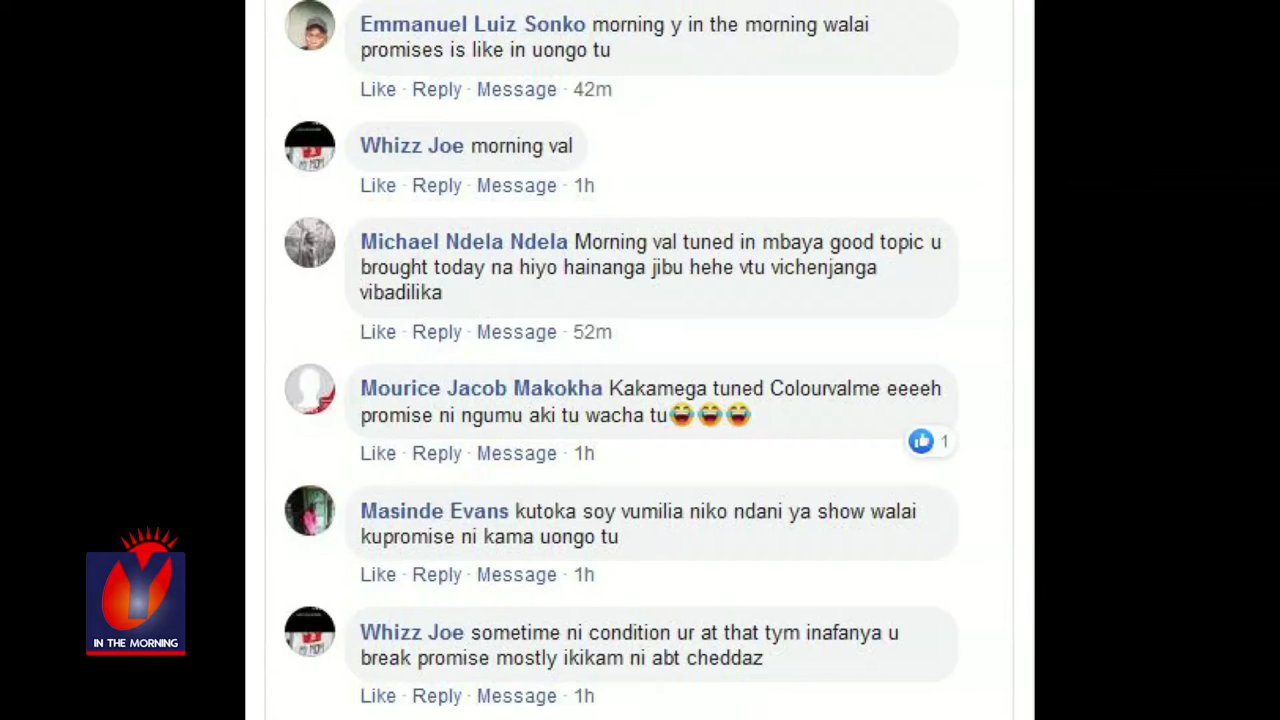 Emmanuel Luiz Sonko morning y in the morning walai
promises is like in uongo tu
Like · Reply · Message · 42m
Whizz Joe morning val
Like · Reply · Message · 1h
Michael Ndela Ndela Morning val tuned in mbaya good topic u
brought today na hiyo hainanga jibu hehe vtu vichenjanga
vibadilika
Like · Reply · Message · 52m
Mourice Jacob Makokha Kakamega tuned Colourvalme eeeeh
promise ni ngumu aki tu wacha tu😂😂😂
1
Like · Reply · Message · 1h
Masinde Evans kutoka soy vumilia niko ndani ya show walai
kupromise ni kama uongo tu
Like · Reply · Message · 1h
Whizz Joe sometime ni condition ur at that tym inafanya u
break promise mostly ikikam ni abt cheddaz
Like · Reply · Message · 1h
Y
IN THE MORNING